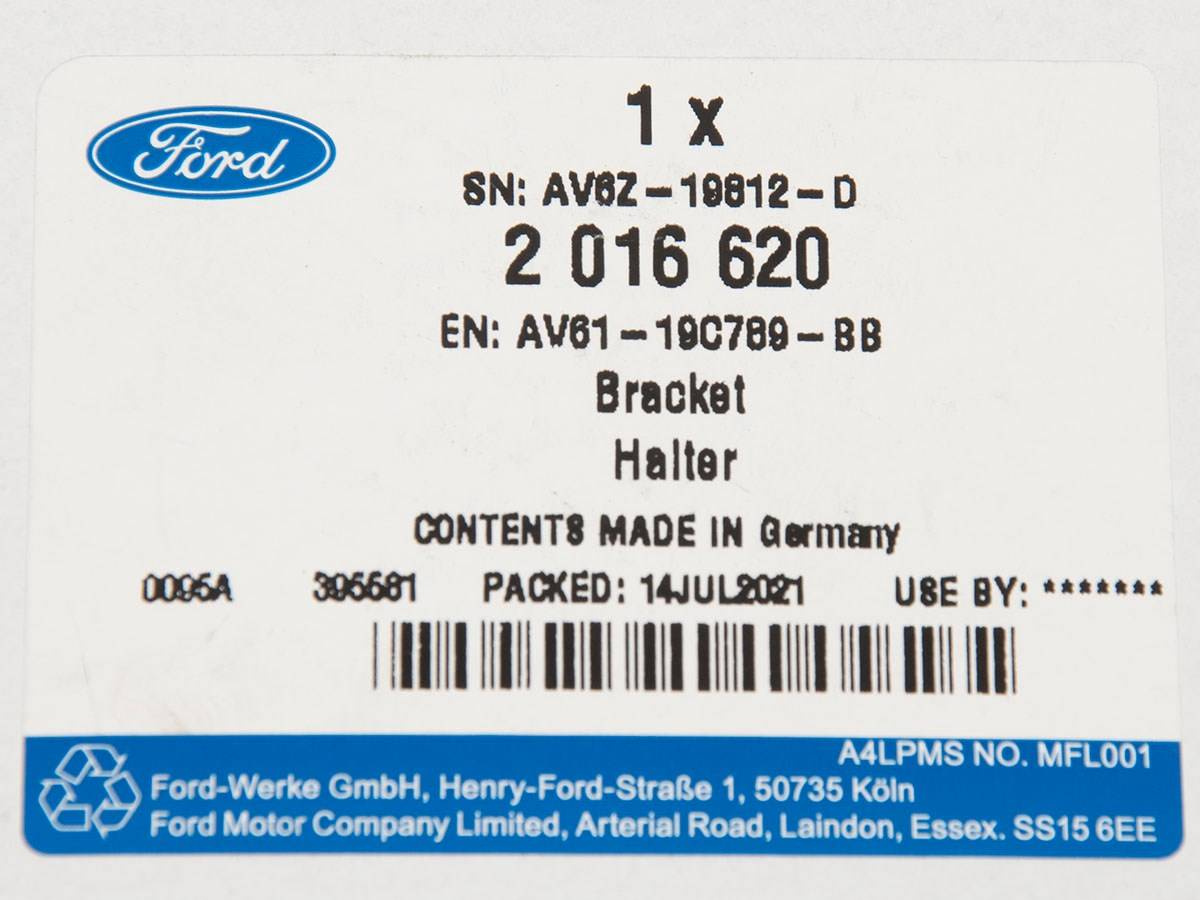 Ford
1 x
SN: AV6Z-19812-D
2 016 620
EN: AV61-19C789-BB
Bracket
Halter
CONTENTS MADE IN Germany
0095A 395581 PACKED: 14JUL2021 USE BY: *******
A4LPMS NO. MFL001
Ford-Werke GmbH, Henry-Ford-Straße 1, 50735 Köln
Ford Motor Company Limited, Arterial Road, Laindon, Essex. SS15 6EE